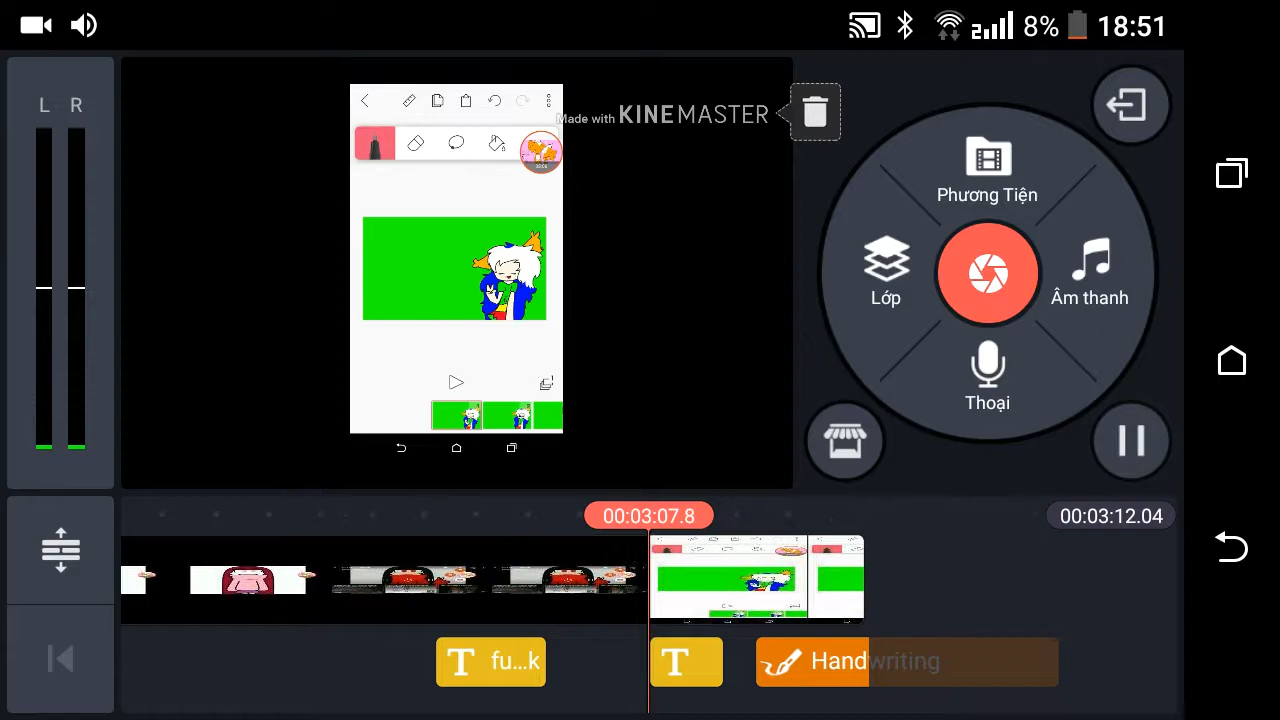 8% 18:51
L R
Made with KINEMASTER
Phương Tiện
Lớp
Âm thanh
Thoại
00:03:07.8
00:03:12.04
fu...k
T
T
Handwriting